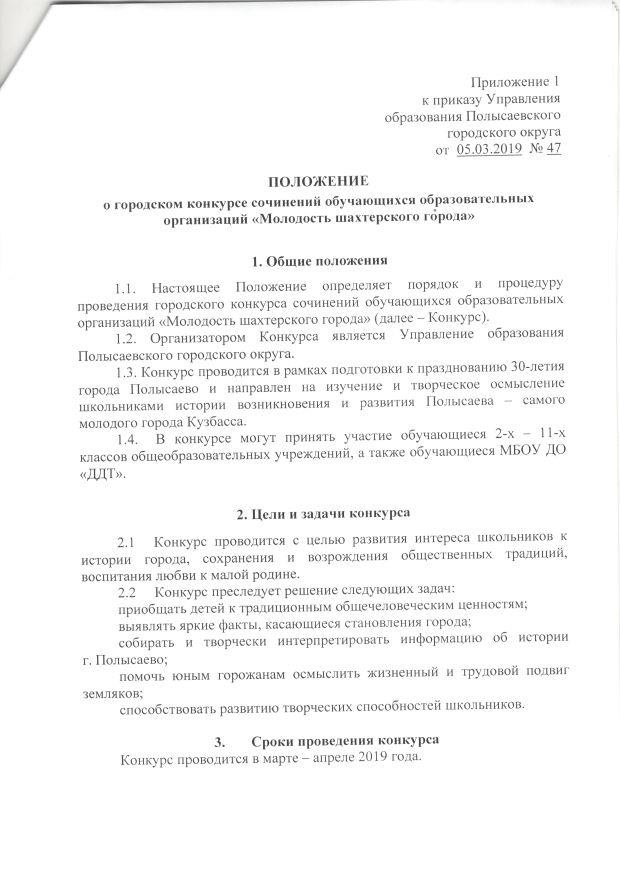 Приложение 1
к приказу Управления
образования Полысаевского
городского округа
от 05.03.2019 № 47
ПОЛОЖЕНИЕ
о городском конкурсе сочинений обучающихся образовательных
организаций «Молодость шахтерского города»
1. Общие положения
1.1. Настоящее Положение определяет порядок и процедуру
проведения городского конкурса сочинений обучающихся образовательных
организаций «Молодость шахтерского города» (далее – Конкурс).
1.2. Организатором Конкурса является Управление образования
Полысаевского городского округа.
1.3. Конкурс проводится в рамках подготовки к празднованию 30-летия
города Полысаево и направлен на изучение и творческое осмысление
школьниками истории возникновения и развития Полысаева – самого
молодого города Кузбасса.
1.4. В конкурсе могут принять участие обучающиеся 2-х – 11-х
классов общеобразовательных учреждений, а также обучающиеся МБОУ ДО
«ДДТ».
2. Цели и задачи конкурса
2.1 Конкурс проводится с целью развития интереса школьников к
истории города, сохранения и возрождения общественных традиций,
воспитания любви к малой родине.
2.2 Конкурс преследует решение следующих задач:
приобщать детей к традиционным общечеловеческим ценностям;
выявлять яркие факты, касающиеся становления города;
собирать и творчески интерпретировать информацию об истории
г. Полысаево;
помочь юным горожанам осмыслить жизненный и трудовой подвиг
земляков;
способствовать развитию творческих способностей школьников.
3. Сроки проведения конкурса
Конкурс проводится в марте – апреле 2019 года.